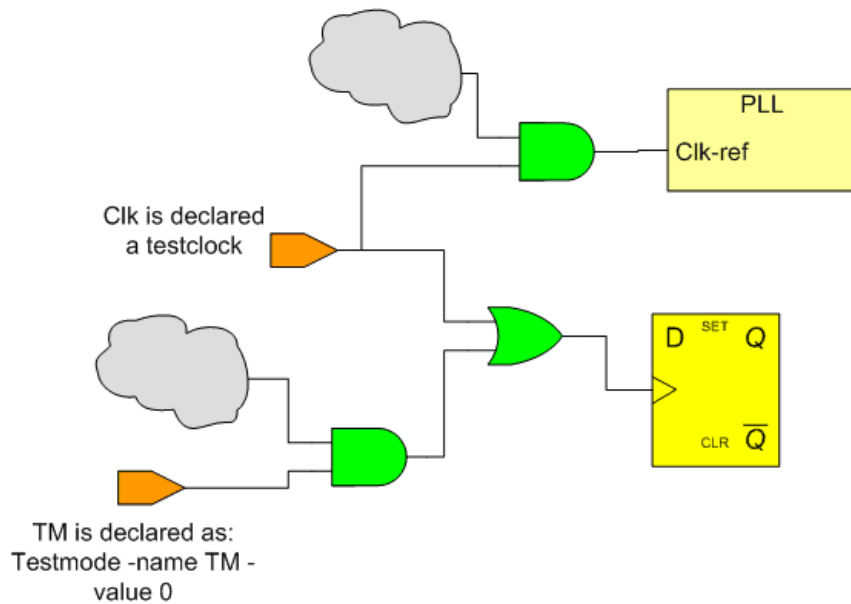 PLL
Clk-ref
Clk is declared
a testclock
D SET Q
CLR Q
TM is declared as:
Testmode -name TM -
value 0